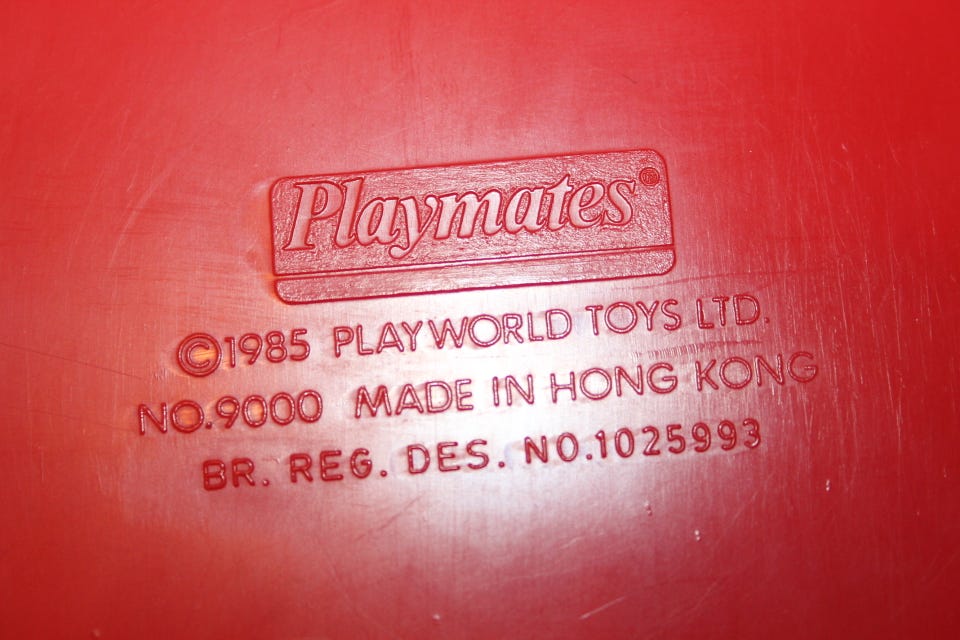 Playmates®
©1985 PLAYWORLD TOYS LTD.
NO.9000 MADE IN HONG KONG
BR. REG. DES. NO.1025993